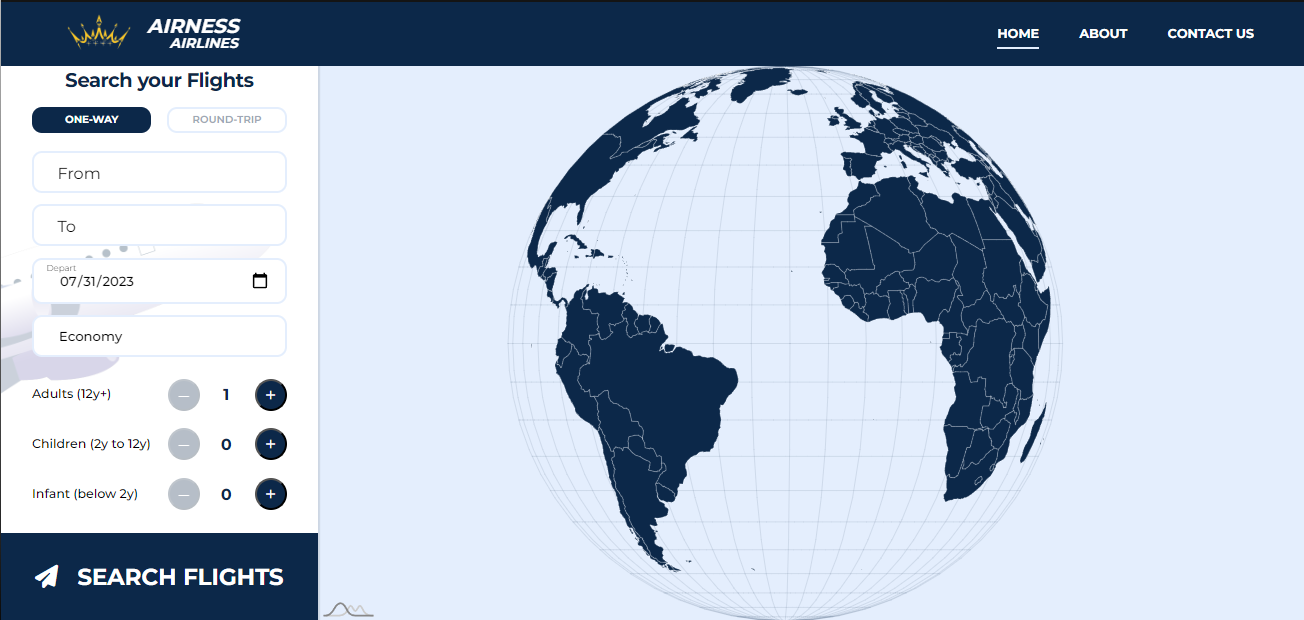 AIRNESS
AIRLINES
HOME
ABOUT
CONTACT US
Search your Flights
ONE-WAY
ROUND-TRIP
From
To
Depart
07/31/2023
Economy
Adults (12y+)
1
Children (2y to 12y)
0
Infant (below 2y)
0
SEARCH FLIGHTS